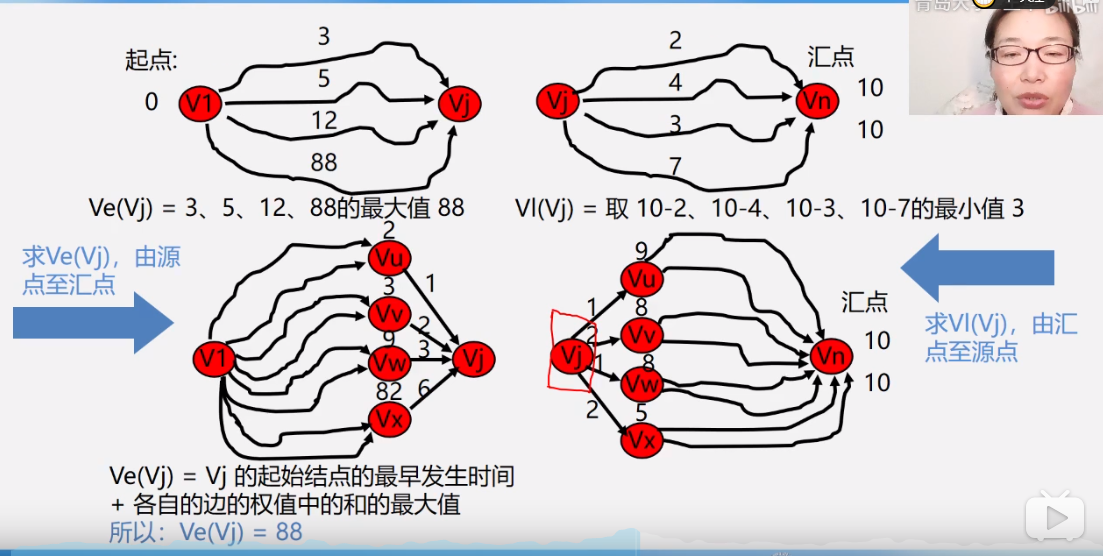 青岛大
bilibili
起点:
3
5
12
88
0
V1
Vj
2
4
3
7
Vj
Vn
汇点
10
10
Ve(Vj) = 3、5、12、88的最大值 88
Vl(Vj) = 取 10-2、10-4、10-3、10-7的最小值 3
求Ve(Vj)，由源
点至汇点
V1
2
Vu
3
Vv
9
Vw
82
Vx
1
2
3
6
Vj
Vj
1
2
1
2
9
Vu
8
Vv
8
Vw
5
Vx
Vn
汇点
10
10
求Vl(Vj)，由汇
点至源点
Ve(Vj) = Vj 的起始结点的最早发生时间
+ 各自的边的权值中的和的最大值
所以：Ve(Vj) = 88